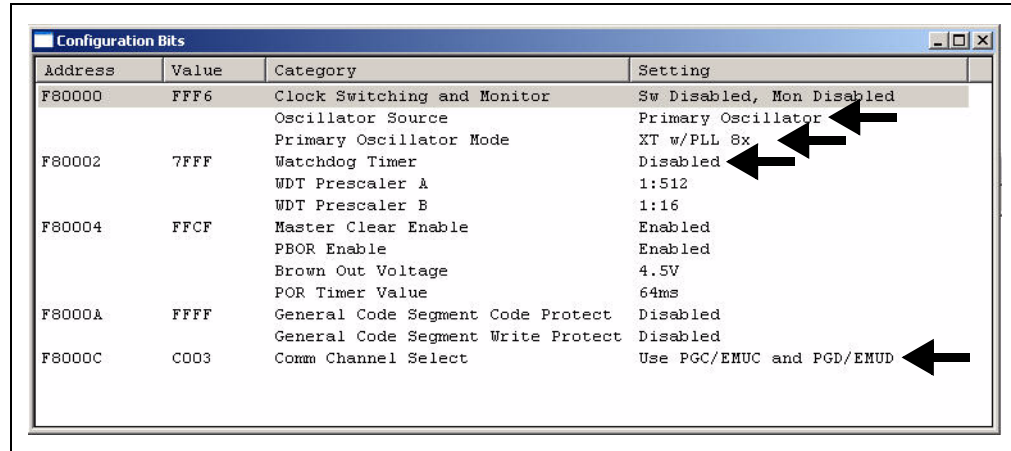 Configuration Bits
Address Value Category Setting
F80000 FFF6 Clock Switching and Monitor Sw Disabled, Mon Disabled
Oscillator Source Primary Oscillator
Primary Oscillator Mode XT w/PLL 8x
F80002 7FFF Watchdog Timer Disabled
WDT Prescaler A 1:512
WDT Prescaler B 1:16
F80004 FFCF Master Clear Enable Enabled
PBOR Enable Enabled
Brown Out Voltage 4.5V
POR Timer Value 64ms
F8000A FFFF General Code Segment Code Protect Disabled
General Code Segment Write Protect Disabled
F8000C C003 Comm Channel Select Use PGC/EMUC and PGD/EMUD